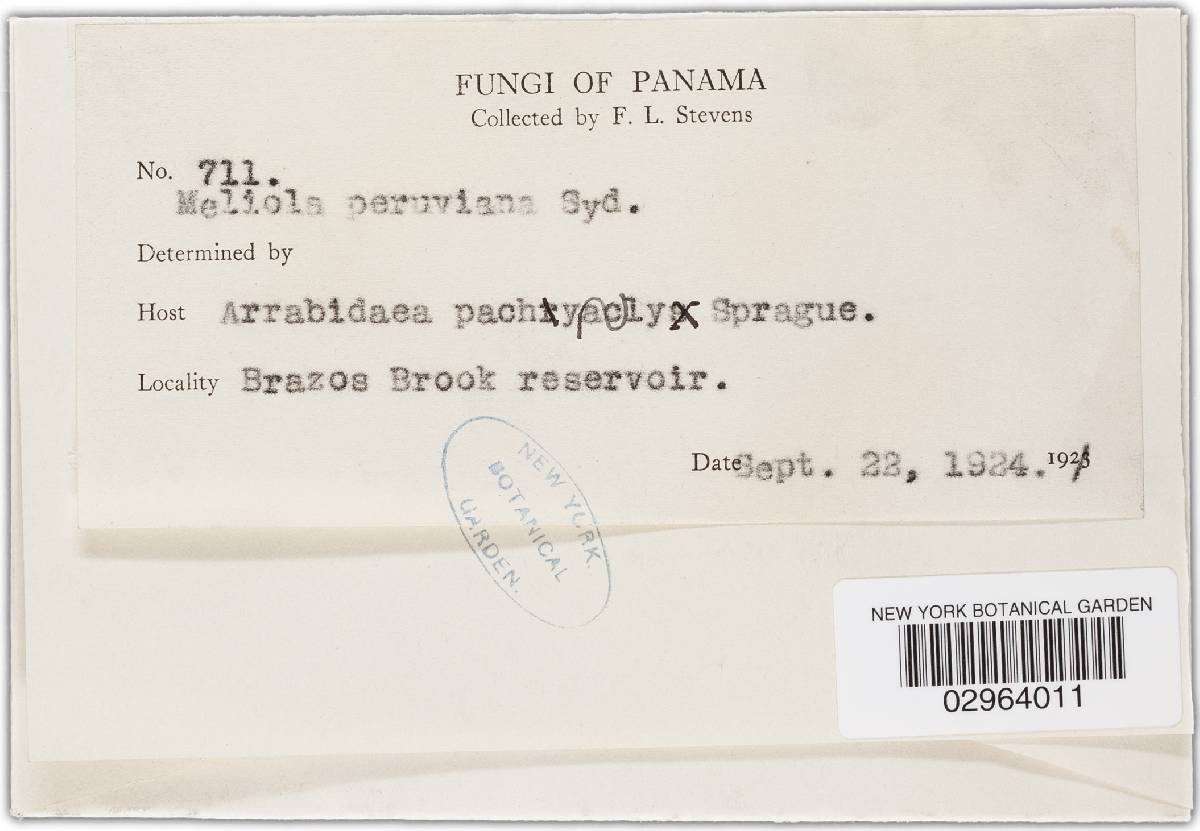 FUNGI OF PANAMA
Collected by F. L. Stevens
No. 711.
Meliola peruviana Syd.
Determined by
Host Arrabidaea Sprague.
Locality Brazos Brook reservoir.
Date Sept. 22, 1924. 192
NEW YORK
BOTANICAL
GARDEN.
NEW YORK BOTANICAL GARDEN
02964011